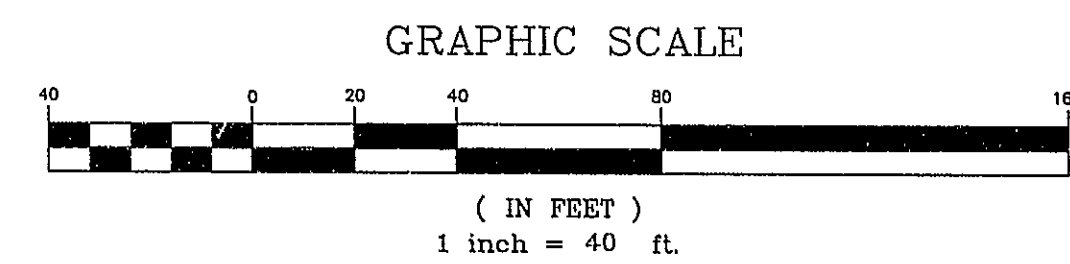 GRAPHIC SCALE
40 0 20 40 80 16
( IN FEET )
1 inch = 40 ft.